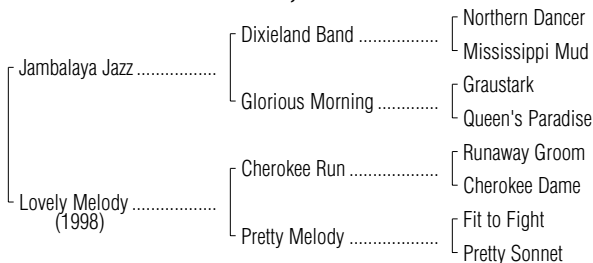 Northern Dancer
Dixieland Band ..................
Mississippi Mud
Jambalaya Jazz .................
Graustark
Glorious Morning .............
Queen's Paradise
Runaway Groom
Cherokee Run ....................
Cherokee Dame
Lovely Melody ..................
(1998)
Fit to Fight
Pretty Melody ....................
Pretty Sonnet